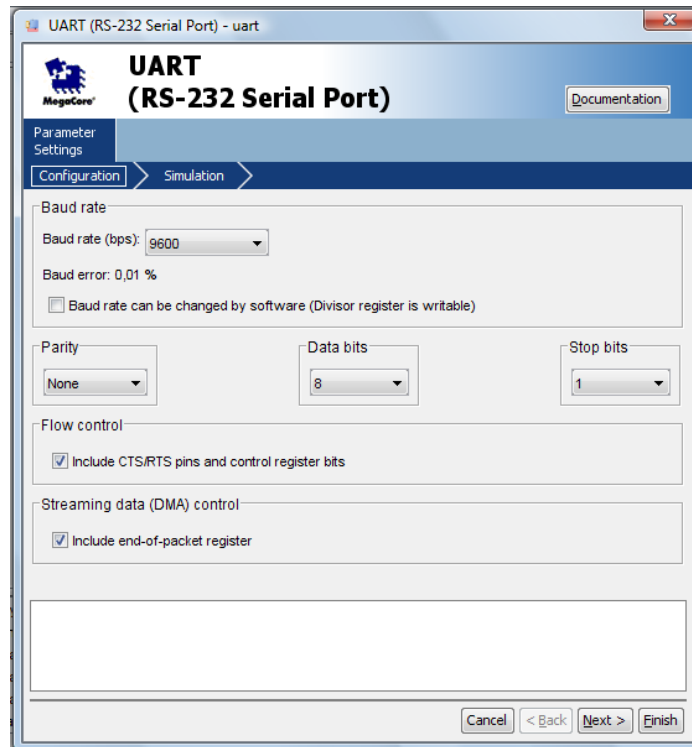 UART (RS-232 Serial Port) - uart
MegaCore®
UART
(RS-232 Serial Port)
Documentation
Parameter
Settings
Configuration
Simulation
Baud rate
Baud rate (bps): 9600
Baud error: 0,01 %
Baud rate can be changed by software (Divisor register is writable)
Parity
Data bits
Stop bits
None
8
1
Flow control
Include CTS/RTS pins and control register bits
Streaming data (DMA) control
Include end-of-packet register
Cancel
< Back
Next >
Finish